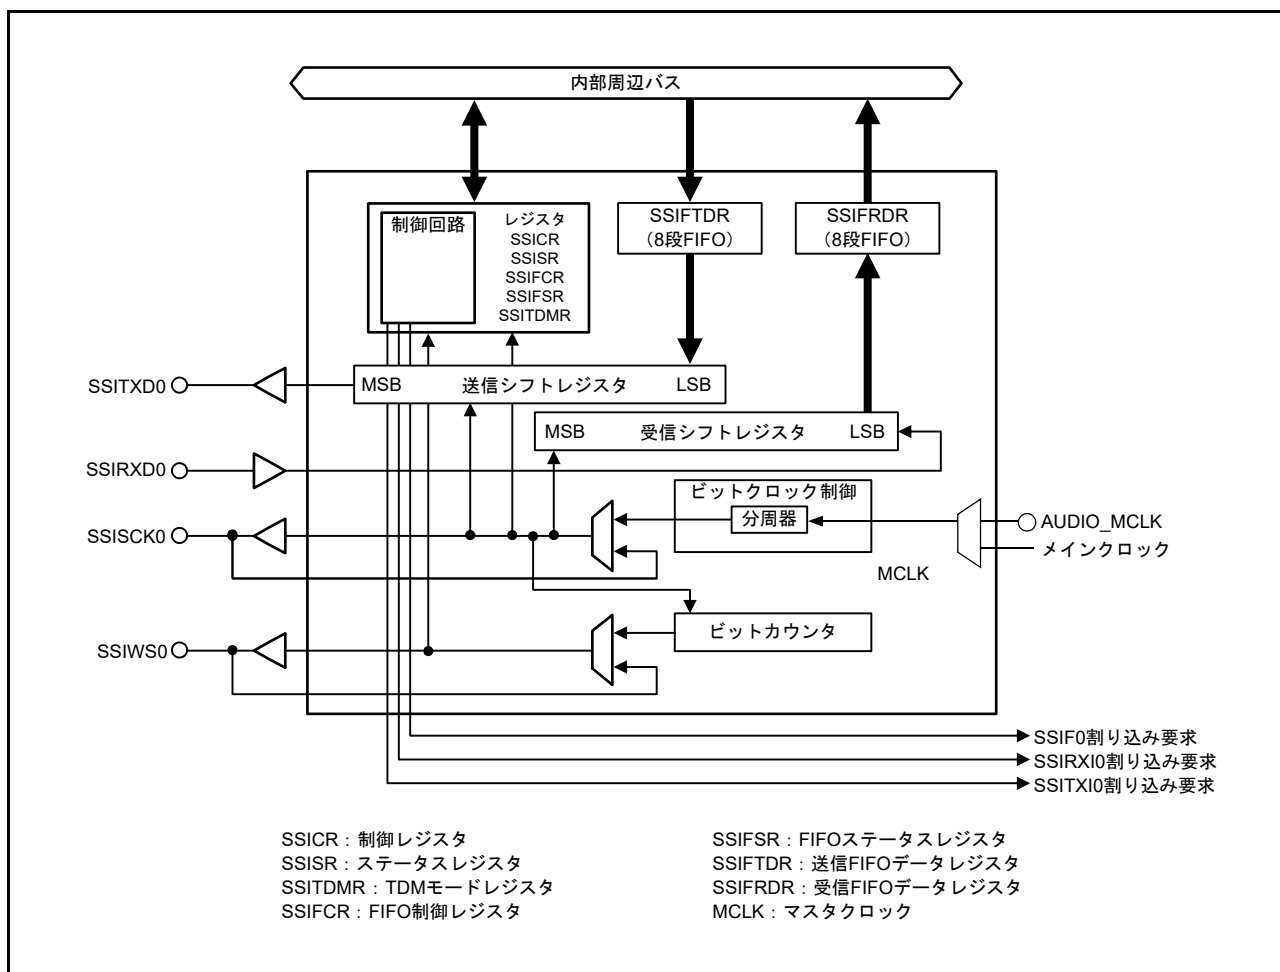 内部周辺バス
制御回路
レジスタ
SSICR
SSISR
SSIFCR
SSIFSR
SSITDMR
SSIFTDR
（8段FIFO）
SSIFRDR
（8段FIFO）
SSITXD0
MSB 送信シフトレジスタ LSB
MSB 受信シフトレジスタ LSB
SSIRXD0
ビットクロック制御
分周器
SSISCK0
AUDIO_MCLK
メインクロック
MCLK
ビットカウンタ
SSIWS0
SSIF0割り込み要求
SSIRXI0割り込み要求
SSITXI0割り込み要求
SSICR：制御レジスタ
SSISR：ステータスレジスタ
SSITDMR：TDMモードレジスタ
SSIFCR：FIFO制御レジスタ
SSIFSR：FIFOステータスレジスタ
SSIFTDR：送信FIFOデータレジスタ
SSIFRDR：受信FIFOデータレジスタ
MCLK：マスタクロック